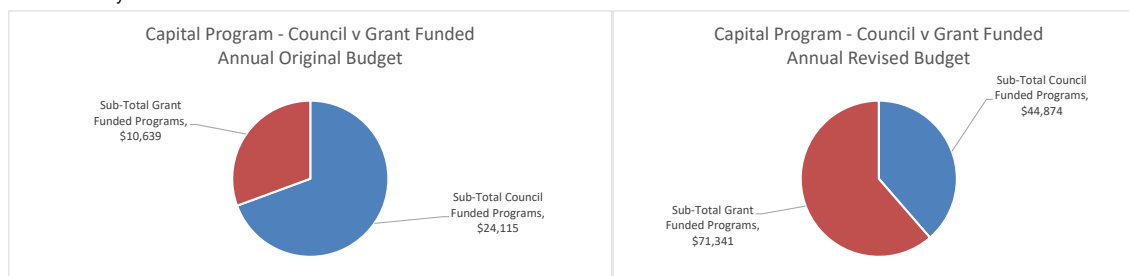 Capital Program - Council v Grant Funded
Annual Original Budget
Sub-Total Grant
Funded Programs,
$10,639
Sub-Total Council
Funded Programs,
$24,115
Capital Program - Council v Grant Funded
Annual Revised Budget
Sub-Total Council
Funded Programs,
$44,874
Sub-Total Grant
Funded Programs,
$71,341